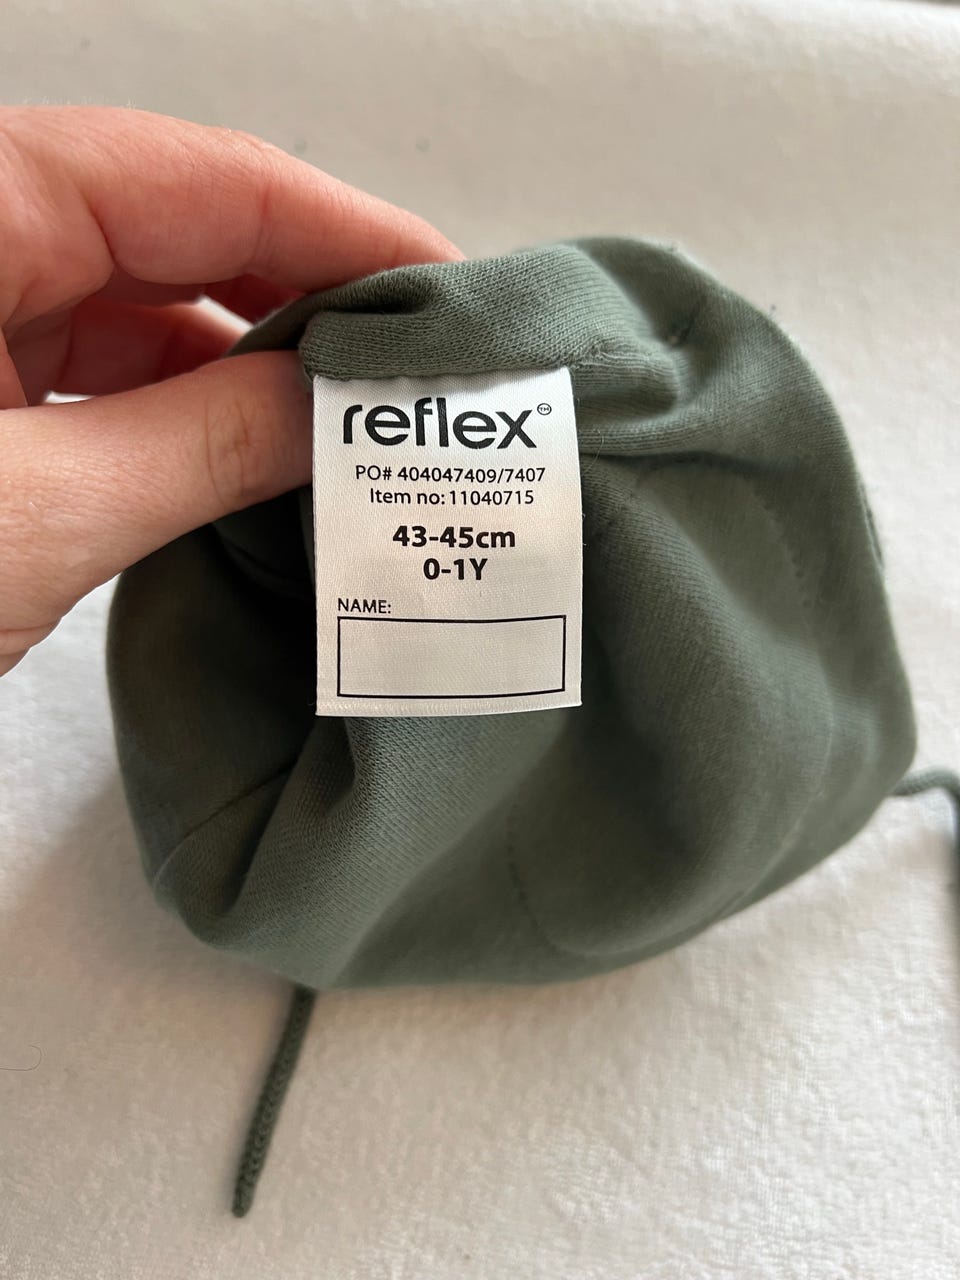 reflex™
PO# 404047409/7407
Item no: 11040715
43-45cm
0-1Y
NAME: